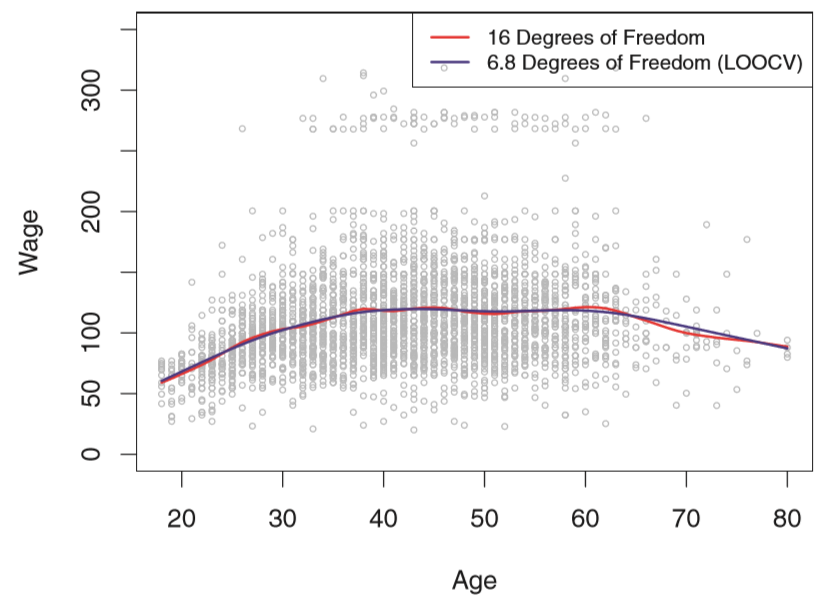 16 Degrees of Freedom
6.8 Degrees of Freedom (LOOCV)
300
200
100
50
0
Wage
20 30 40 50 60 70 80
Age